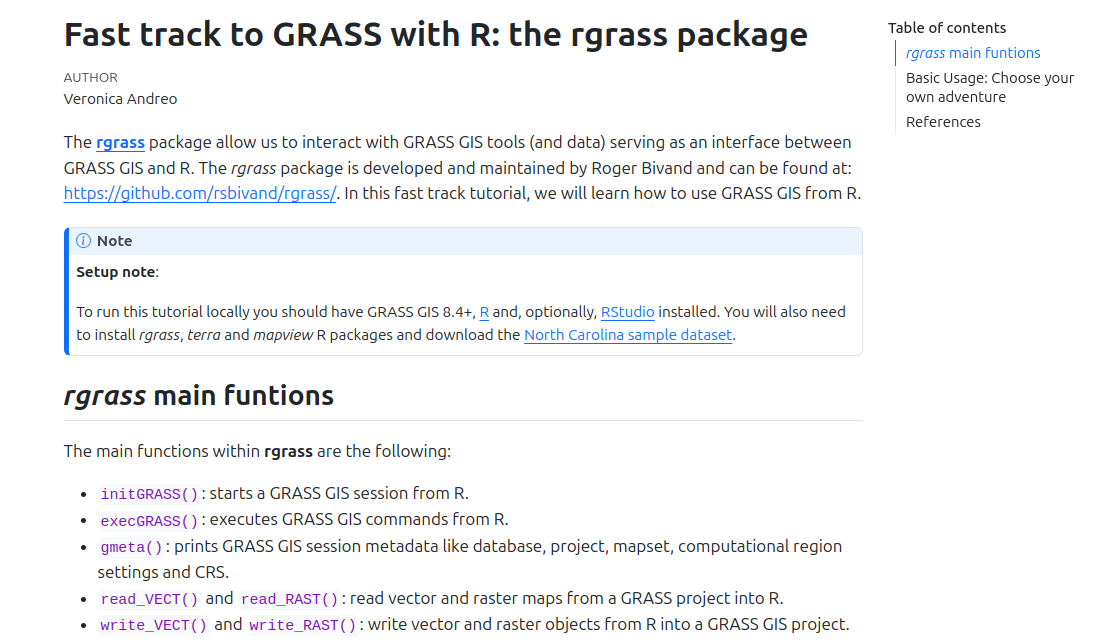 Fast track to GRASS with R: the rgrass package
AUTHOR
Veronica Andreo
The rgrass package allow us to interact with GRASS GIS tools (and data) serving as an interface between
GRASS GIS and R. The rgrass package is developed and maintained by Roger Bivand and can be found at:
https://github.com/rsbivand/rgrass/. In this fast track tutorial, we will learn how to use GRASS GIS from R.
Note
Setup note:
To run this tutorial locally you should have GRASS GIS 8.4+, R and, optionally, RStudio installed. You will also need
to install rgrass, terra and mapview R packages and download the North Carolina sample dataset.
rgrass main funtions
The main functions within rgrass are the following:
• initGRASS(): starts a GRASS GIS session from R.
• execGRASS(): executes GRASS GIS commands from R.
• gmeta(): prints GRASS GIS session metadata like database, project, mapset, computational region
settings and CRS.
• read_VECT() and read_RAST(): read vector and raster maps from a GRASS project into R.
• write_VECT() and write_RAST(): write vector and raster objects from R into a GRASS GIS project.
Table of contents
rgrass main funtions
Basic Usage: Choose your
own adventure
References